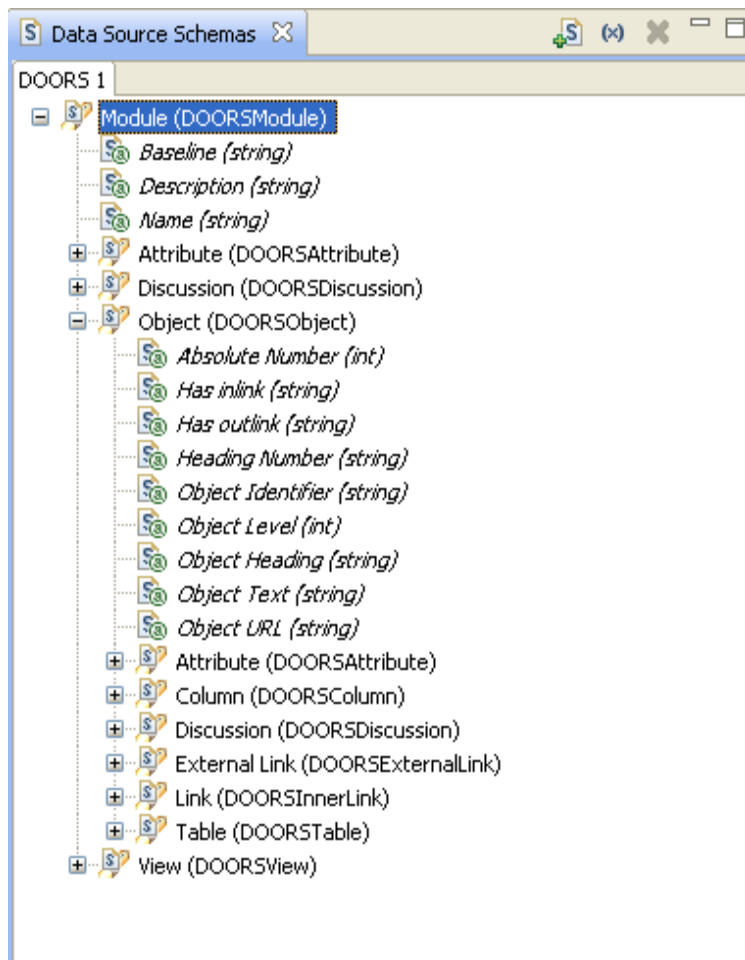 Data Source Schemas
DOORS 1
Module (DOORSModule)
Baseline (string)
Description (string)
Name (string)
Attribute (DOORSAttribute)
Discussion (DOORSDiscussion)
Object (DOORSObject)
Absolute Number (int)
Has inlink (string)
Has outlink (string)
Heading Number (string)
Object Identifier (string)
Object Level (int)
Object Heading (string)
Object Text (string)
Object URL (string)
Attribute (DOORSAttribute)
Column (DOORSColumn)
Discussion (DOORSDiscussion)
External Link (DOORSExternalLink)
Link (DOORSInnerLink)
Table (DOORSTable)
View (DOORSView)